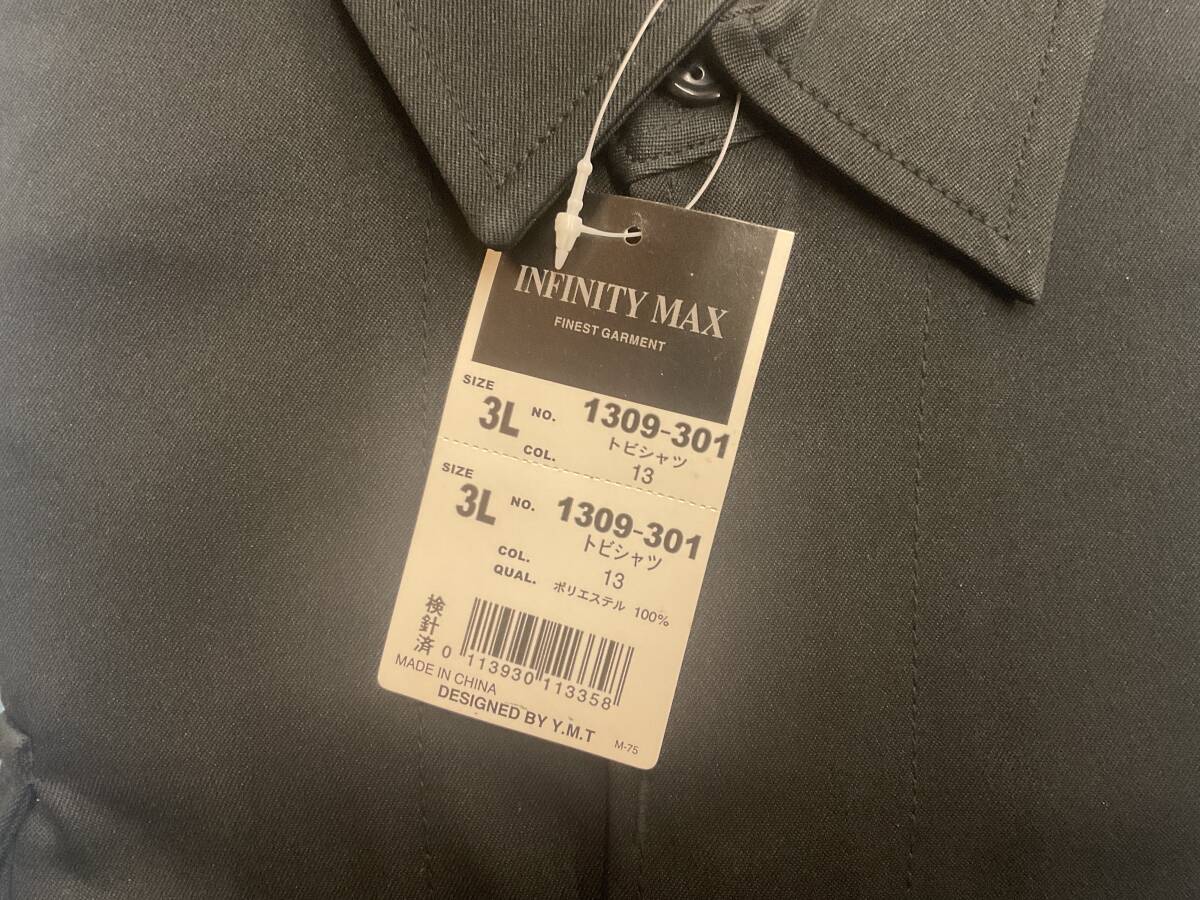 INFINITY MAX
FINEST GARMENT
SIZE
3L NO. 1309-301
トビシャツ
COL. 13
SIZE
3L NO. 1309-301
トビシャツ
COL. 13
QUAL. ポリエステル 100%
検針済
0 113930 113358
MADE IN CHINA
DESIGNED BY Y.M.T
M-75